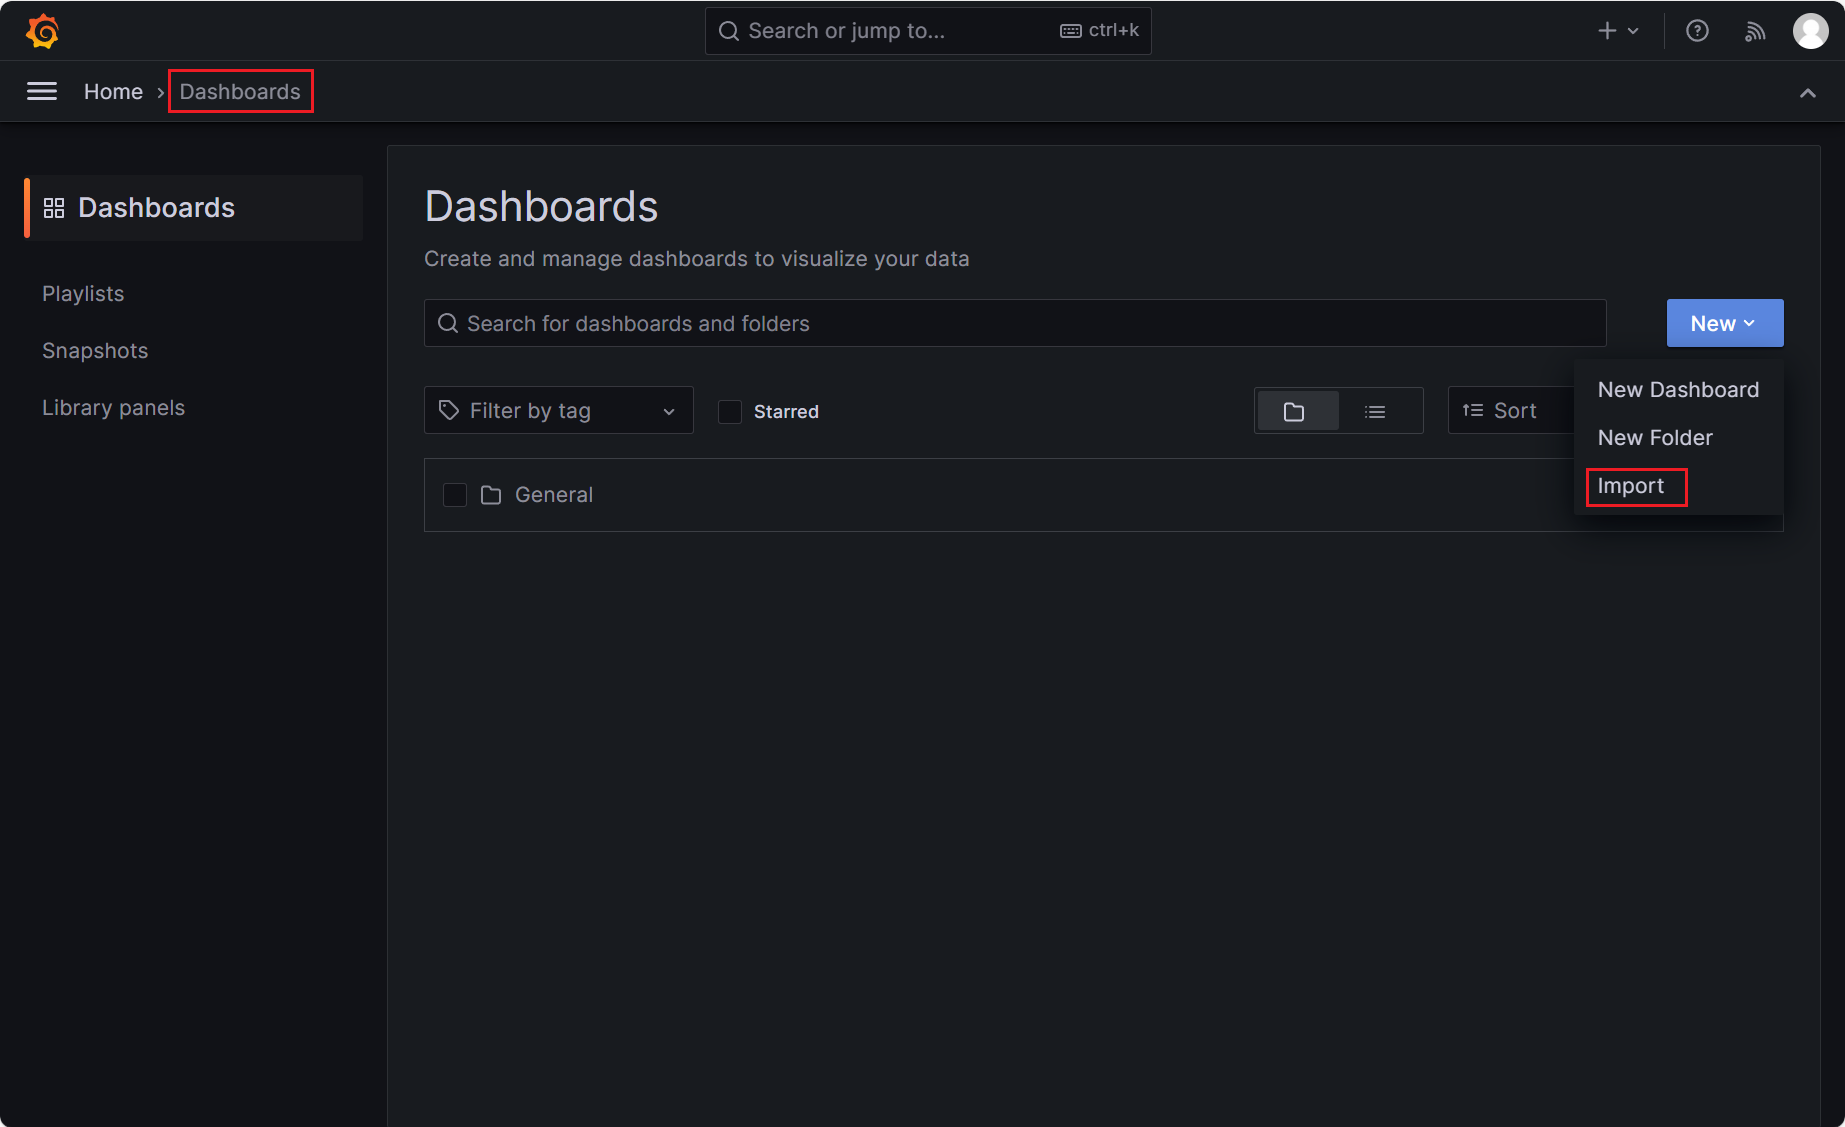 Search or jump to...
ctrl+k
Home
Dashboards
Dashboards
Playlists
Snapshots
Library panels
Dashboards
Create and manage dashboards to visualize your data
Search for dashboards and folders
New
Filter by tag
Starred
Sort
New Dashboard
New Folder
Import
General